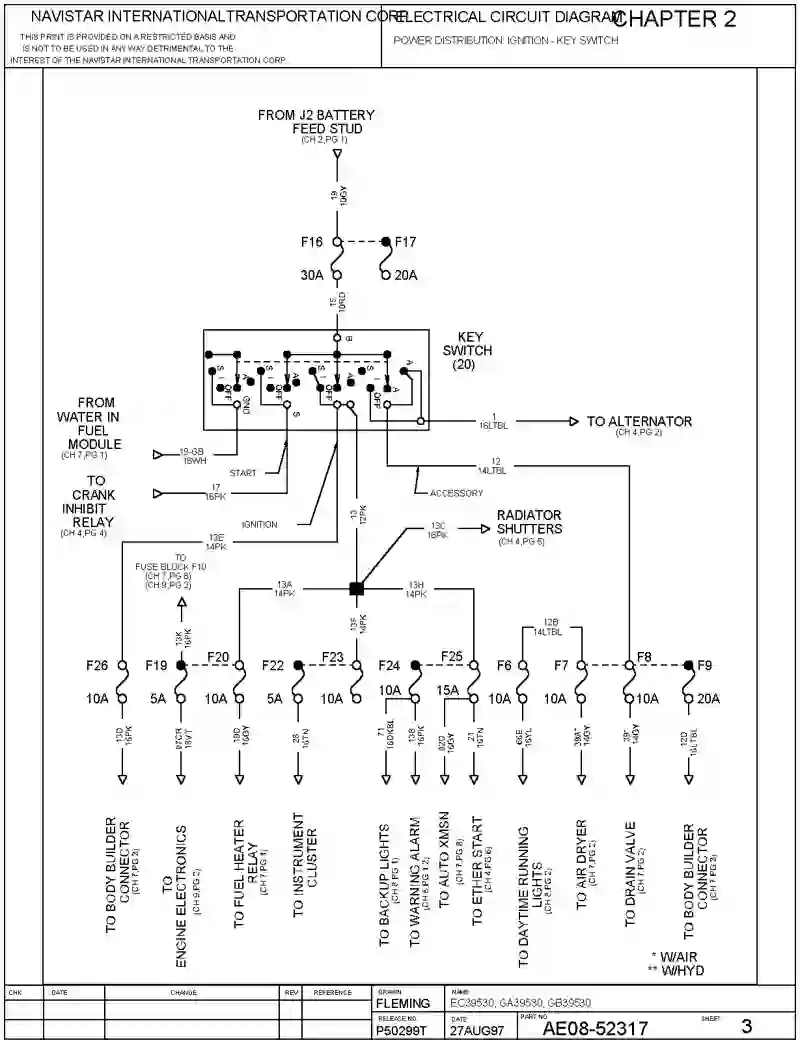 NAVISTAR INTERNATIONALTRANSPORTATION CORP.
THIS PRINT IS PROVIDED ON A RESTRICTED BASIS AND
IS NOT TO BE USED IN ANY WAY DETRIMENTAL TO THE
INTEREST OF THE NAVISTAR INTERNATIONAL TRANSPORTATION CORP.
ELECTRICAL CIRCUIT DIAGRAM
CHAPTER 2
POWER DISTRIBUTION: IGNITION - KEY SWITCH
FROM J2 BATTERY
FEED STUD
(CH 2,PG 1)
19
10GY
F16
F17
30A
20A
15
10RD
B
KEY
SWITCH
(20)
S I A
OFF
GND
S I A
OFF
S
S I A
OFF
I A
OFF
A
FROM
WATER IN
FUEL
MODULE
(CH 7,PG 1)
19-GB
18WH
START
1
16LTBL
TO ALTERNATOR
(CH 4,PG 2)
TO
CRANK
INHIBIT
RELAY
(CH 4,PG 4)
17
16PK
12
14LTBL
ACCESSORY
IGNITION
13
12PK
13C
16PK
RADIATOR
SHUTTERS
(CH 4,PG 5)
13E
14PK
TO
FUSE BLOCK F10
(CH 7,PG 8)
(CH 9,PG 2)
13A
14PK
13H
14PK
13K
16PK
13F
14PK
12B
14LTBL
F26
F19
F20
F22
F23
F24
F25
F6
F7
F8
F9
10A
5A
10A
5A
10A
10A
15A
10A
10A
10A
20A
13D
16PK
97CR
18VT
19D
16GY
28
16TN
71
16DKBL
13B
16PK
92D
16GY
21
16TN
68E
16YL
39A*
14GY
39*
14GY
12D
16LTBL
TO BODY BUILDER
CONNECTOR
(CH 7,PG 3)
TO
ENGINE ELECTRONICS
(CH 9,PG 2)
TO FUEL HEATER
RELAY
(CH 7,PG 1)
TO INSTRUMENT
CLUSTER
TO BACKUP LIGHTS
(CH 8,PG 1)
TO WARNING ALARM
(CH 5,PG 1,2)
TO AUTO XMSN
(CH 7,PG 8)
TO ETHER START
(CH 4,PG 6)
TO DAYTIME RUNNING
LIGHTS
(CH 8,PG 2)
TO AIR DRYER
(CH 7,PG 2)
TO DRAIN VALVE
(CH 7,PG 2)
TO BODY BUILDER
CONNECTOR
(CH 7,PG 3)
* W/AIR
** W/HYD
CHK
DATE
CHANGE
REV
REFERENCE
DRAWN
FLEMING
NAME
EC39530, GA39530, GB39530
RELEASE NO.
P50299T
DATE
27AUG97
PART NO
AE08-52317
SHEET
3